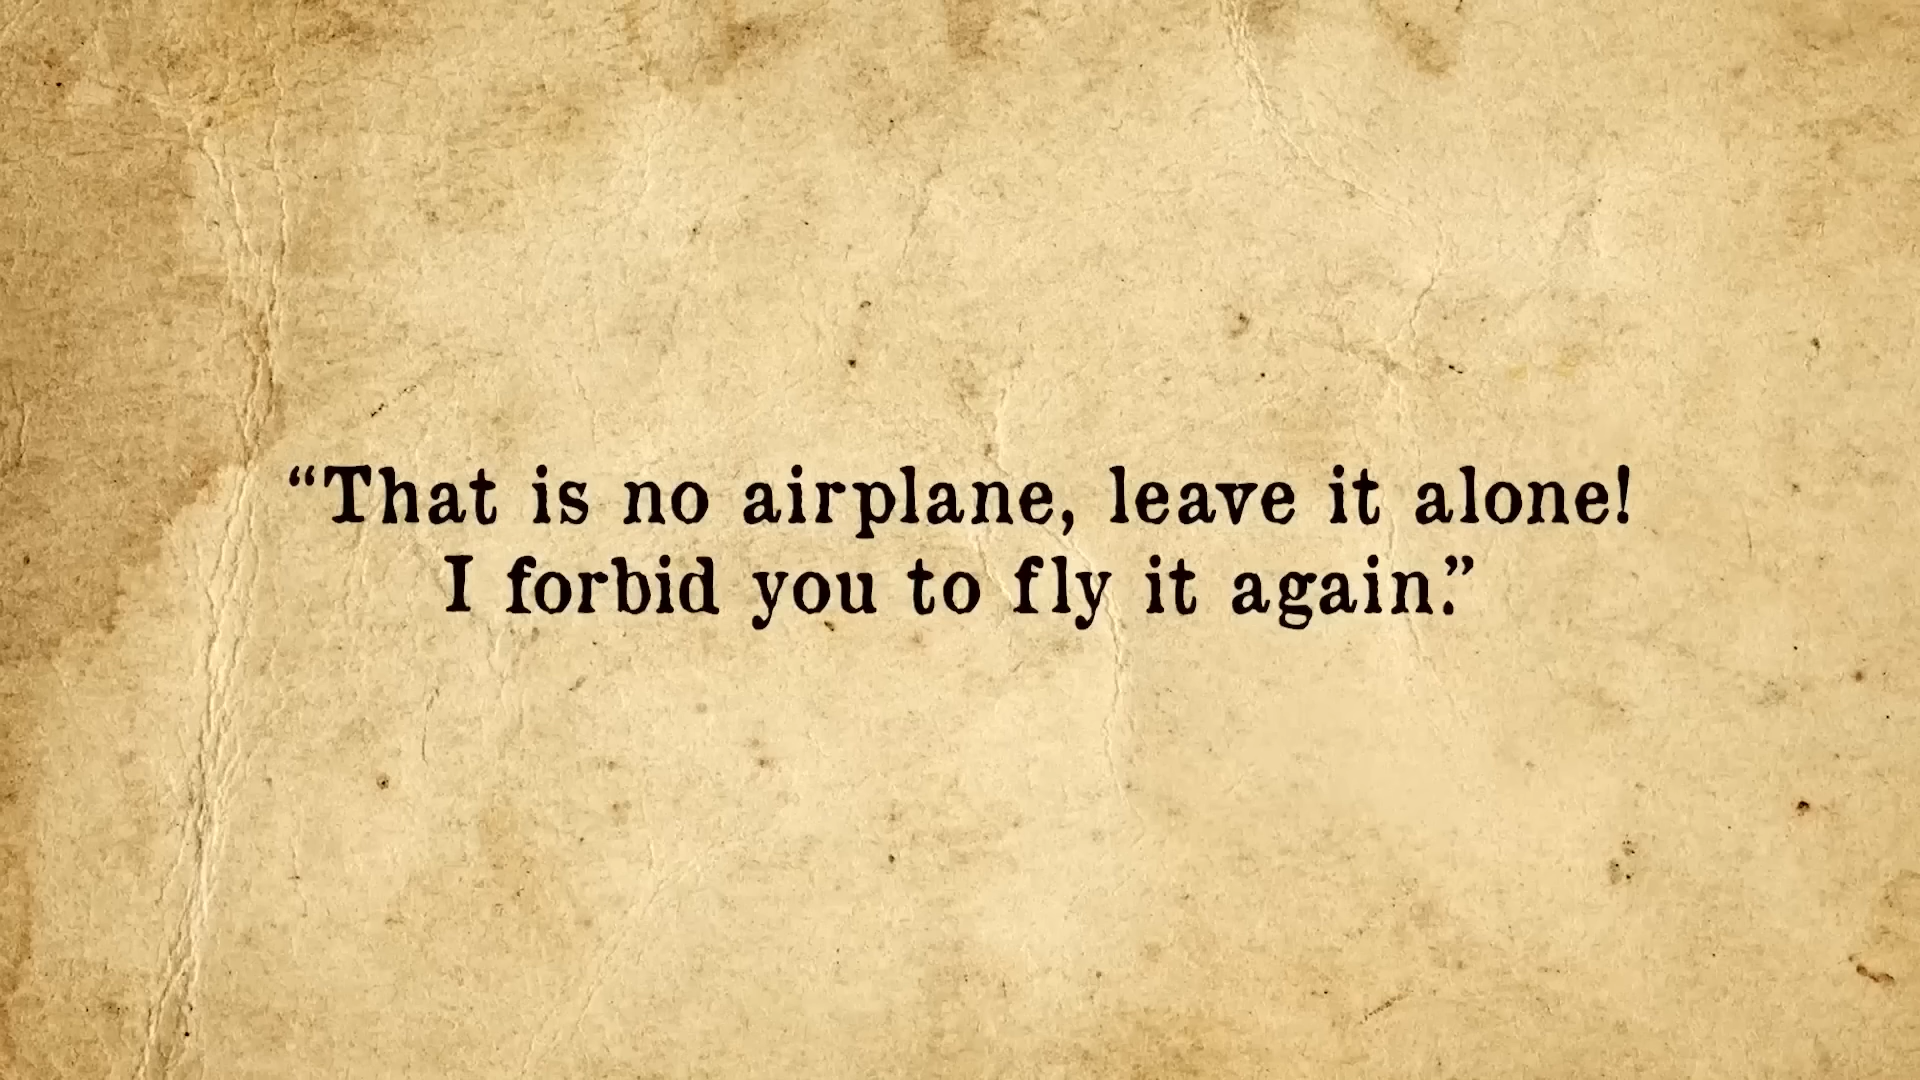 “That is no airplane, leave it alone!
I forbid you to fly it again.”